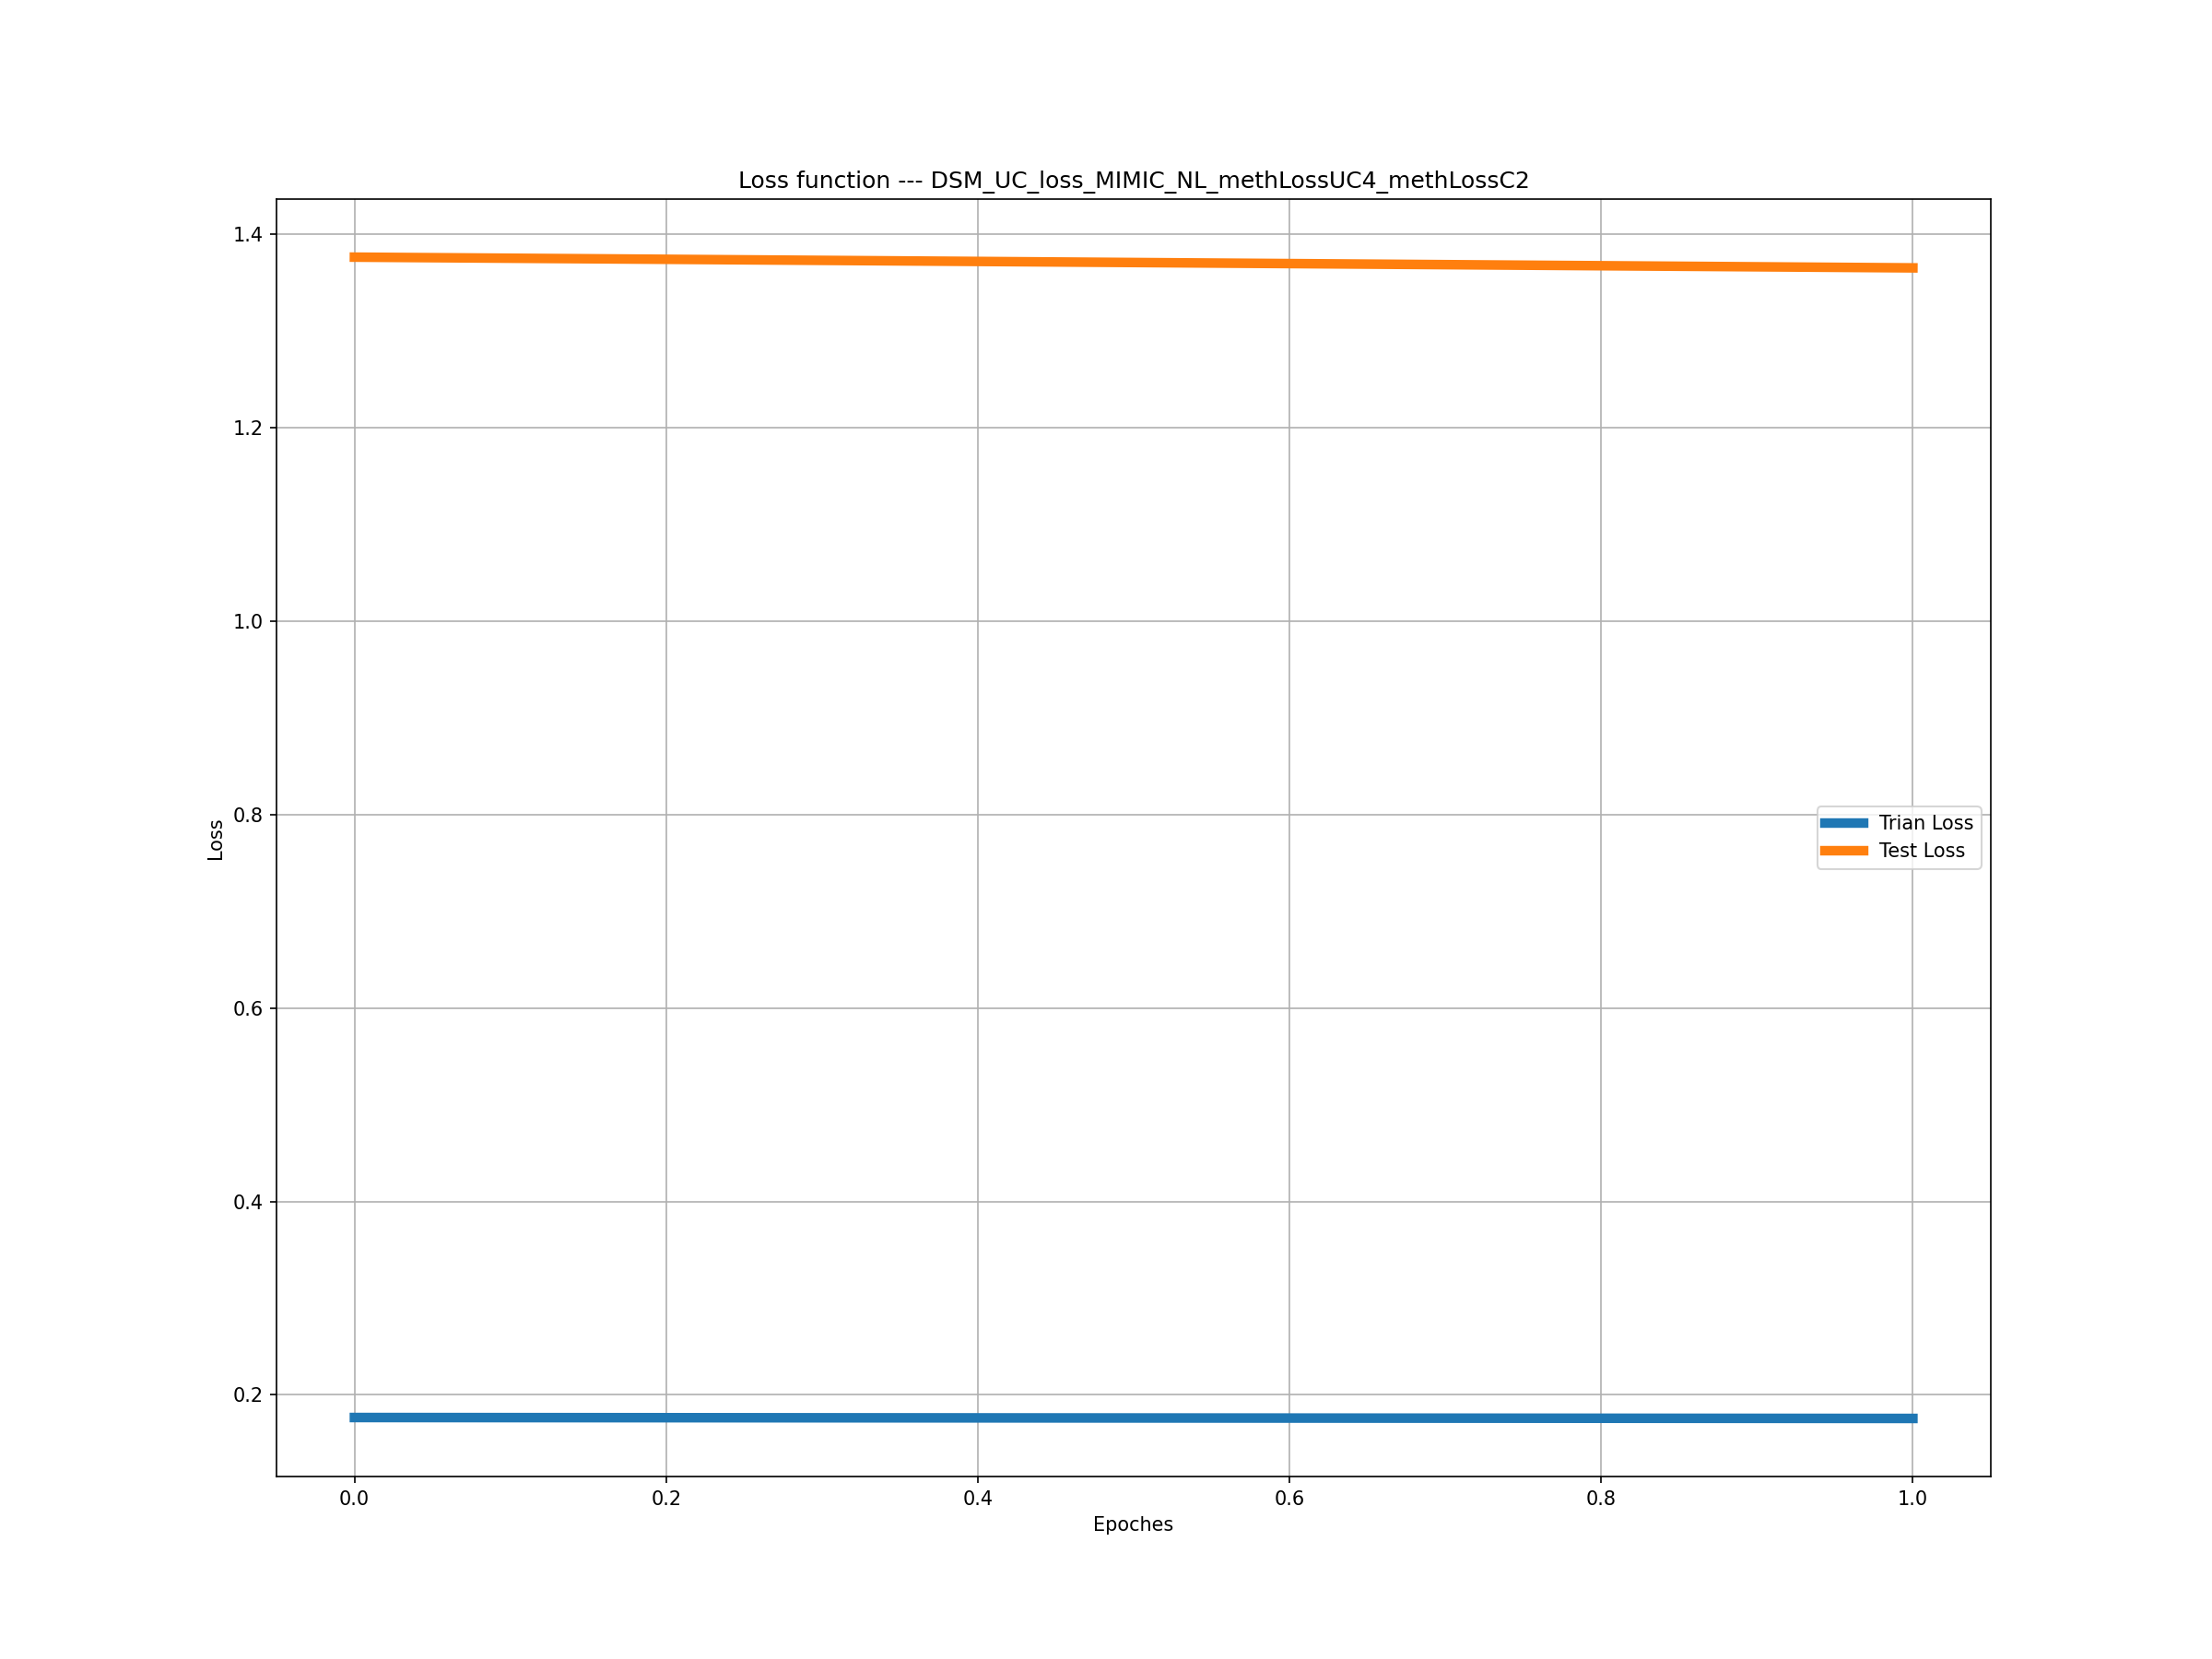 Loss function --- DSM_UC_loss_MIMIC_NL_methLossUC4_methLossC2
1.4
1.2
1.0
0.8
0.6
0.4
0.2
Loss
Trian Loss
Test Loss
0.0 0.2 0.4 0.6 0.8 1.0
Epoches